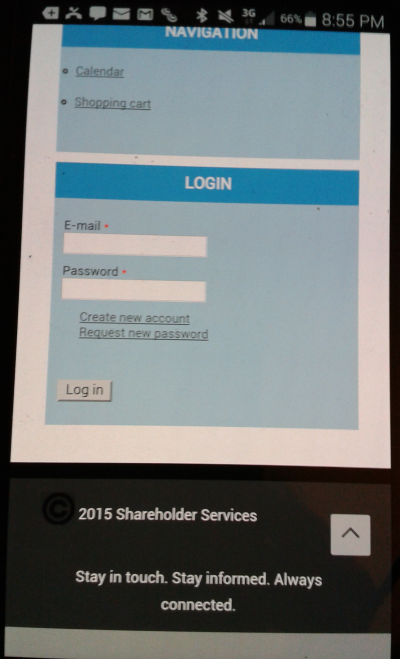 3G 66% 8:55 PM
NAVIGATION
Calendar
Shopping cart
LOGIN
E-mail *
Password *
Create new account
Request new password
Log in
© 2015 Shareholder Services
Stay in touch. Stay informed. Always
connected.